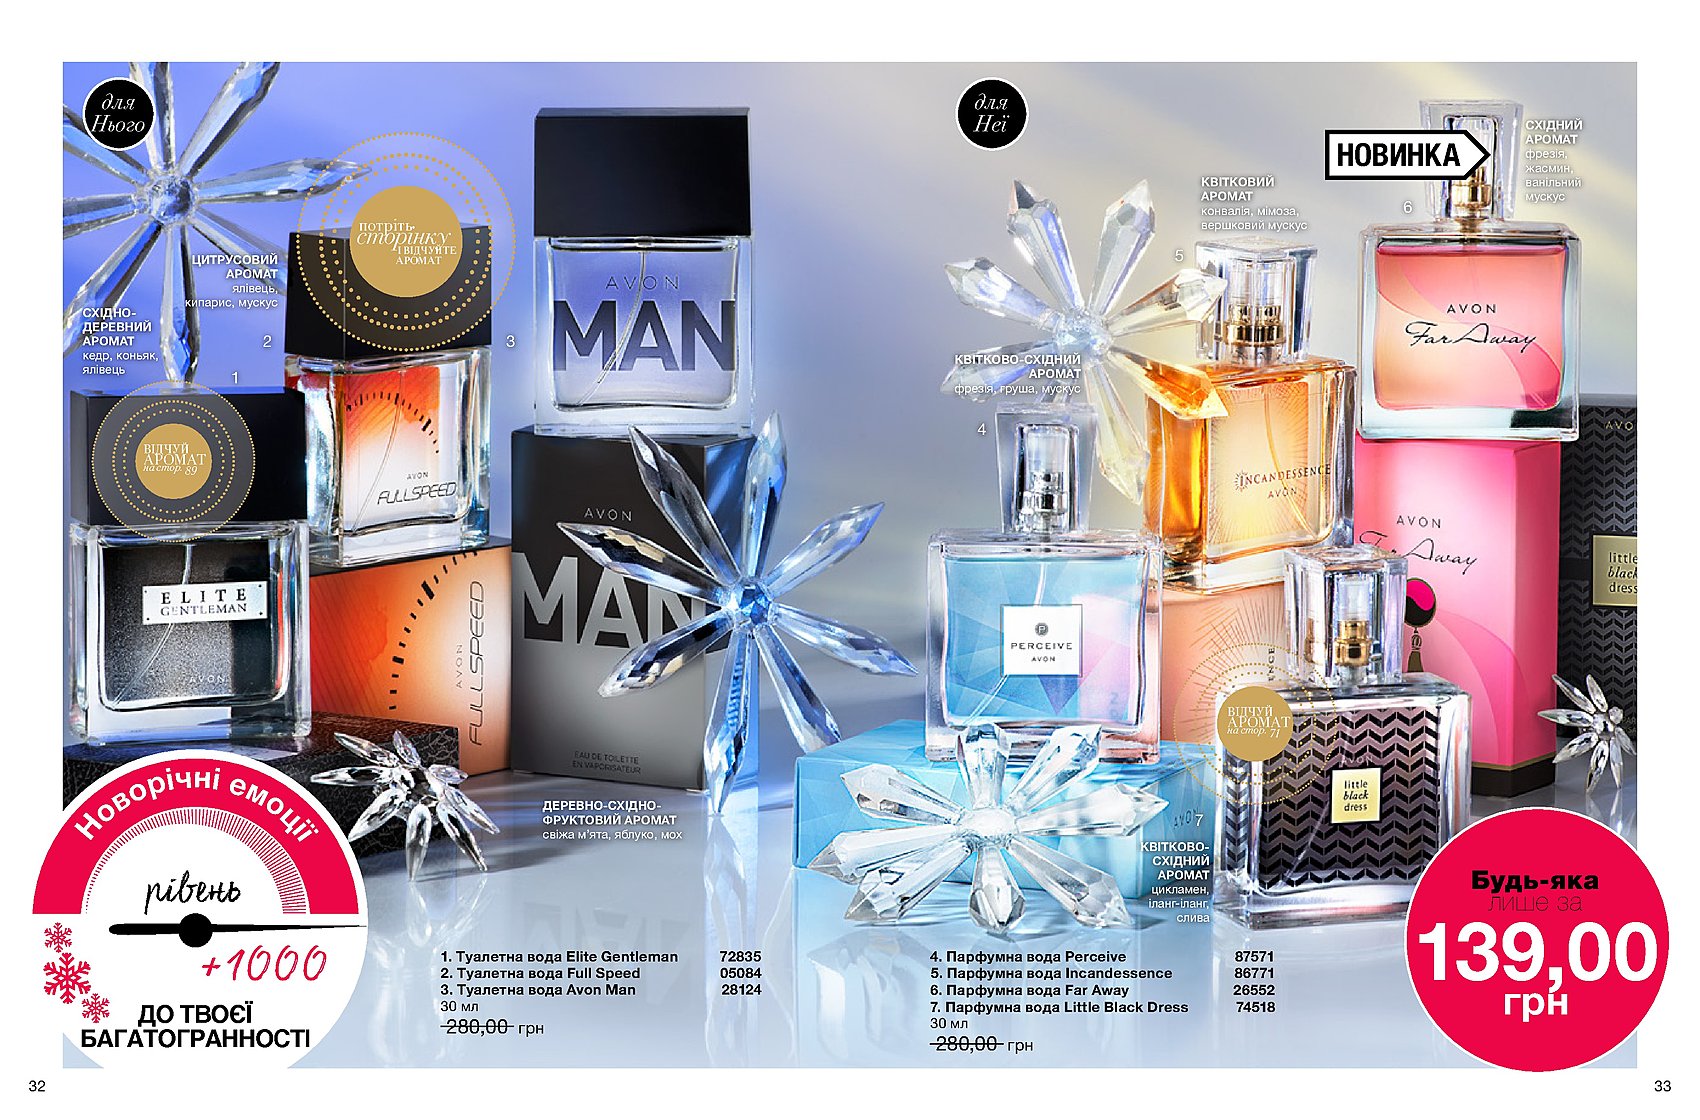 для
Нього
ЦИТРУСОВИЙ
АРОМАТ
ялівець,
кипарис, мускус
СХІДНО-
ДЕРЕВНИЙ
АРОМАТ
кедр, коньяк,
ялівець
1
2
3
потріть
сторінку
і відчуйте
аромат
ВІДЧУЙ
АРОМАТ
на стор. 89
AVON
MAN
AVON
FULLSPEED
ELITE
GENTLEMAN
AVON
AVON
FULLSPEED
AVON
MAN
EAU DE TOILETTE
EN VAPORISATEUR
ДЕРЕВНО-СХІДНО-
ФРУКТОВИЙ АРОМАТ
свіжа м'ята, яблуко, мох
Новорічні емоції
рівень
+1000
ДО ТВОЄЇ
БАГАТОГРАННОСТІ
1. Туалетна вода Elite Gentleman 72835
2. Туалетна вода Full Speed 05084
3. Туалетна вода Avon Man 28124
30 мл
280,00 грн
32
для
Неї
НОВИНКА
СХІДНИЙ
АРОМАТ
фрезія,
жасмин,
ванільний
мускус
6
КВІТКОВИЙ
АРОМАТ
конвалія, мімоза,
вершковий мускус
5
КВІТКОВО-СХІДНИЙ
АРОМАТ
фрезія, груша, мускус
4
AVON
Far Away
INCANDESSENCE
AVON
P
PERCEIVE
AVON
AVON
Far Away
AVO
little
black
dress
ВІДЧУЙ
АРОМАТ
на стор. 71
little
black
dress
AVON
7
КВІТКОВО-
СХІДНИЙ
АРОМАТ
цикламен,
іланг-іланг,
слива
4. Парфумна вода Perceive 87571
5. Парфумна вода Incandessence 86771
6. Парфумна вода Far Away 26552
7. Парфумна вода Little Black Dress 74518
30 мл
280,00 грн
Будь-яка
лише за
139,00
грн
33